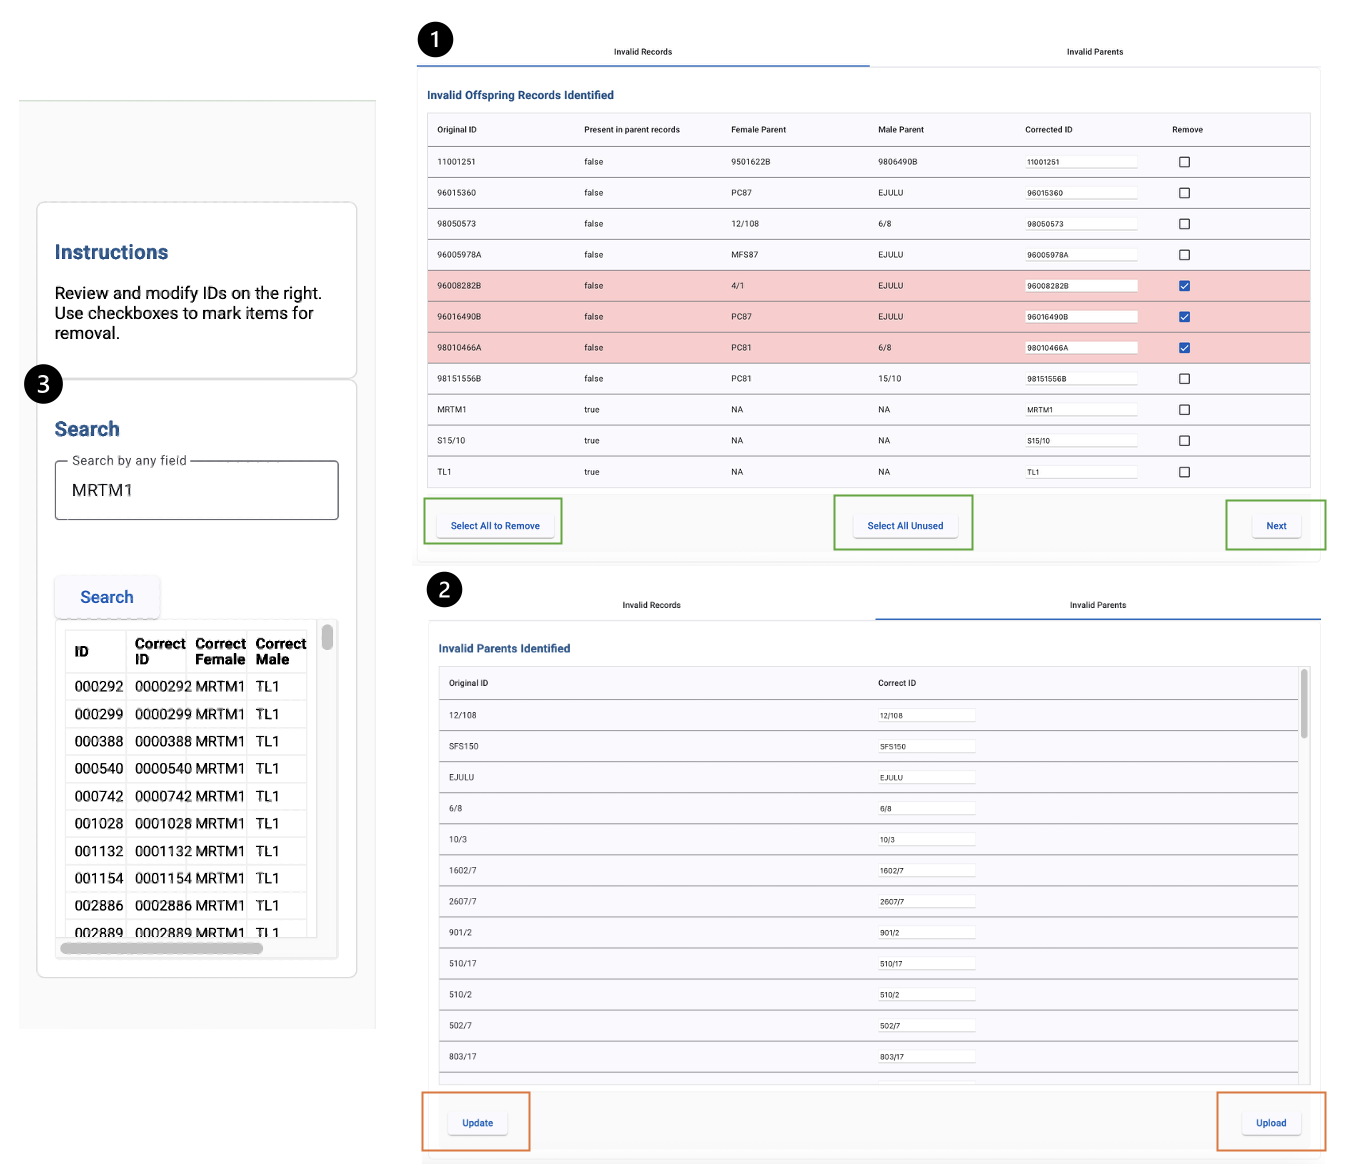 1
Invalid Records Invalid Parents
Invalid Offspring Records Identified
Original ID Present in parent records Female Parent Male Parent Corrected ID Remove
11001251 false 9501622B 9806490B 11001251
96015360 false PC87 EJULU 96015360
98050573 false 12/108 6/8 98050573
96005978A false MFS87 EJULU 96005978A
96008282B false 4/1 EJULU 96008282B
96016490B false PC87 EJULU 96016490B
98010466A false PC81 6/8 98010466A
98151556B false PC81 15/10 98151556B
MRTM1 true NA NA MRTM1
S15/10 true NA NA S15/10
TL1 true NA NA TL1
Select All to Remove Select All Unused Next
2
Invalid Records Invalid Parents
Invalid Parents Identified
Original ID Correct ID
12/108 12/108
SFS150 SFS150
EJULU EJULU
6/8 6/8
10/3 10/3
1602/7 1602/7
2607/7 2607/7
901/2 901/2
510/17 510/17
510/2 510/2
502/7 502/7
803/17 803/17
Update Upload
Instructions
Review and modify IDs on the right.
Use checkboxes to mark items for
removal.
3
Search
Search by any field
MRTM1
Search
ID Correct ID Correct Female Correct Male
000292 0000292 MRTM1 TL1
000299 0000299 MRTM1 TL1
000388 0000388 MRTM1 TL1
000540 0000540 MRTM1 TL1
000742 0000742 MRTM1 TL1
001028 0001028 MRTM1 TL1
001132 0001132 MRTM1 TL1
001154 0001154 MRTM1 TL1
002886 0002886 MRTM1 TL1
002889 0002889 MRTM1 TL1